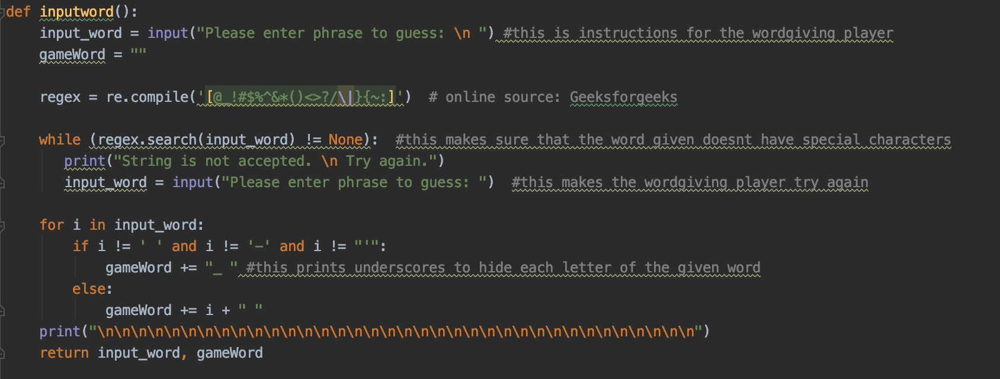 def inputword():
    input_word = input("Please enter phrase to guess: \n ") #this is instructions for the wordgiving player
    gameWord = ""
    regex = re.compile('[@_!#$%^&*()<>?/\|}{~:]')  # online source: Geeksforgeeks
    while (regex.search(input_word) != None):  #this makes sure that the word given doesnt have special characters
       print("String is not accepted. \n Try again.")
       input_word = input("Please enter phrase to guess: ")  #this makes the wordgiving player try again
    for i in input_word:
        if i != ' ' and i != '-' and i != "'":
            gameWord += "_ " #this prints underscores to hide each letter of the given word
        else:
            gameWord += i + " "
    print("\n\n\n\n\n\n\n\n\n\n\n\n\n\n\n\n\n\n\n\n\n\n\n\n\n\n\n\n\n\n\n\n\n\n\n\n")
    return input_word, gameWord